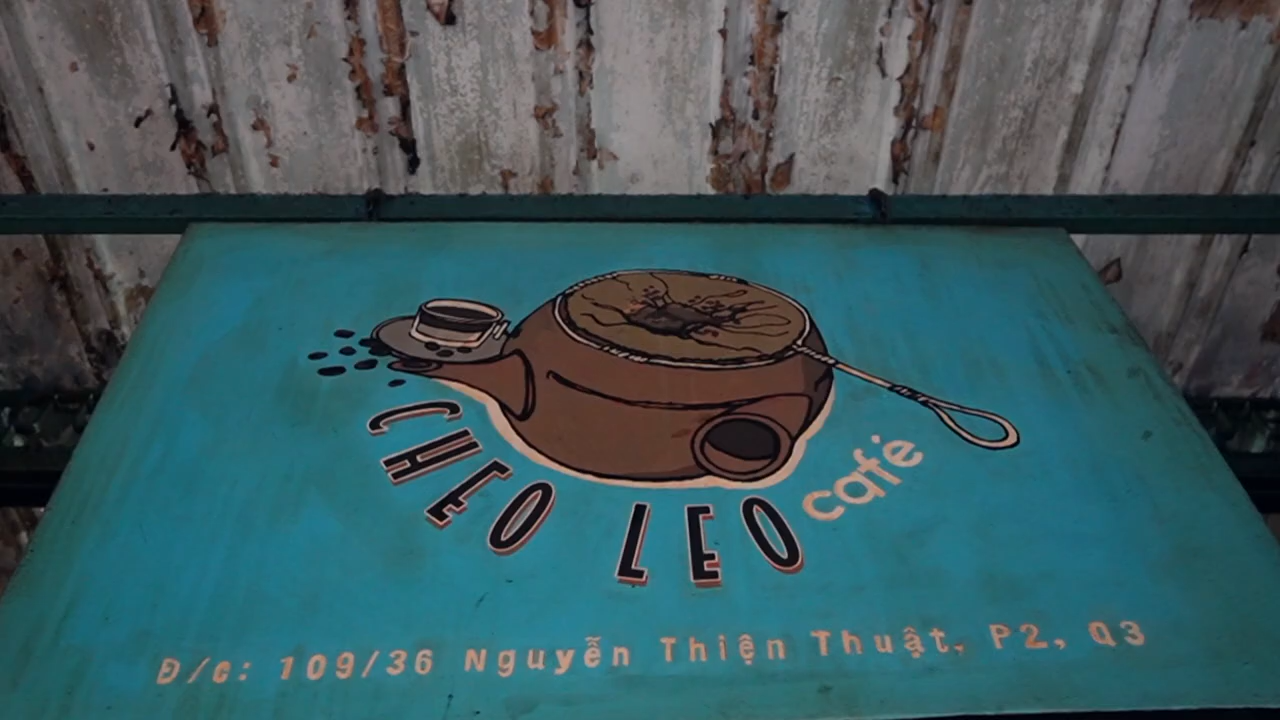 CHEO LEO café
Đ/c: 109/36 Nguyễn Thiện Thuật, P2, Q3